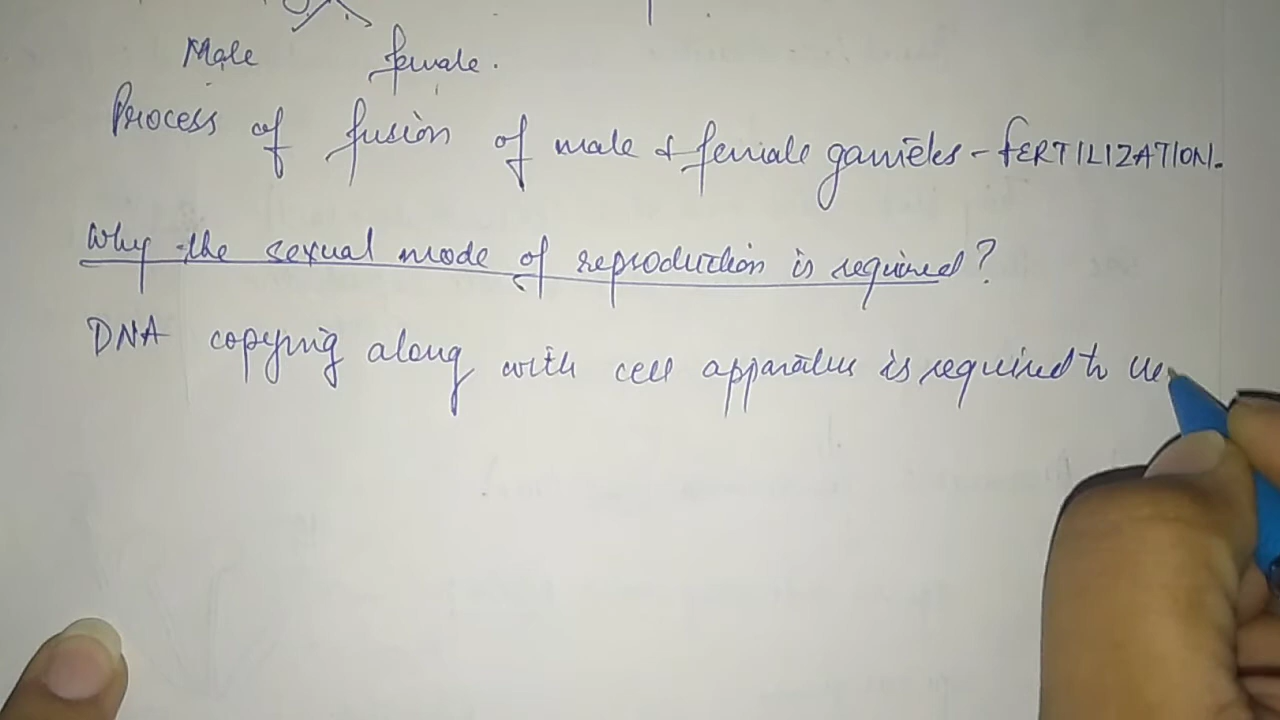 Male female.
Process of fusion of male & female gametes - FERTILIZATION.
Why the sexual mode of reproduction is required?
DNA copying along with cell apparatus is required to